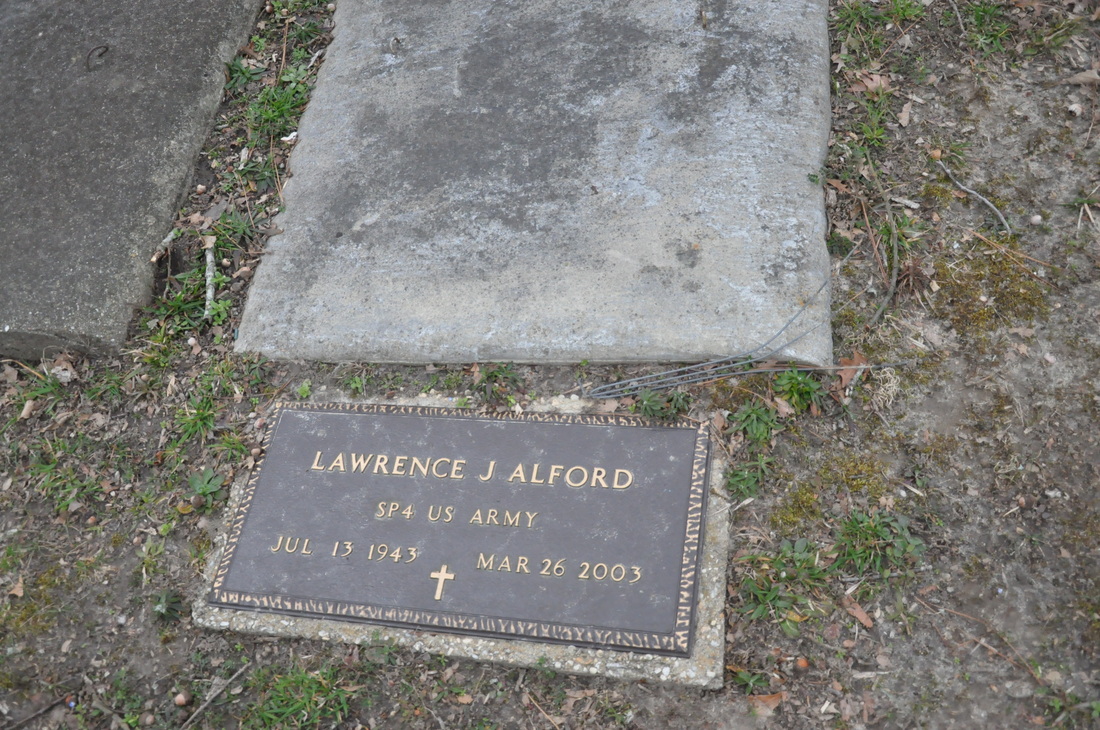 LAWRENCE J ALFORD
SP4 US ARMY
JUL 13 1943 MAR 26 2003